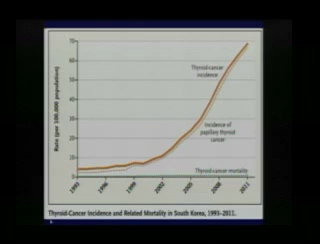 70
60
50
40
30
20
10
0
Rate (per 100,000 population)
Thyroid-cancer
incidence
Incidence of
papillary thyroid
cancer
Thyroid-cancer mortality
1993
1996
1999
2002
2005
2008
2011
Thyroid-Cancer Incidence and Related Mortality in South Korea, 1993–2011.